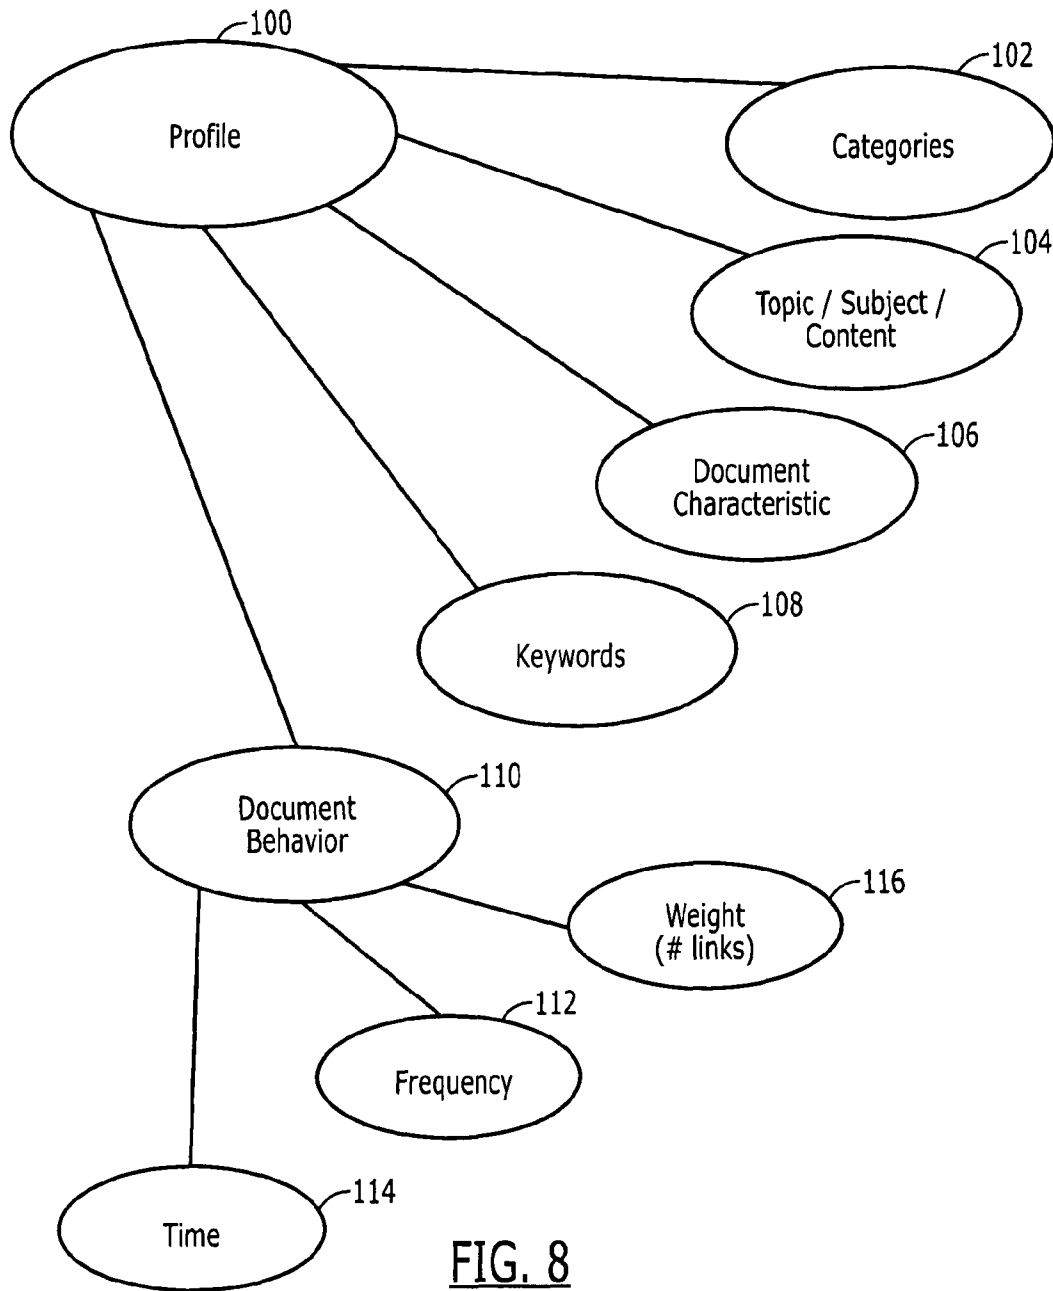 100
Profile
102
Categories
104
Topic / Subject /
Content
106
Document
Characteristic
108
Keywords
110
Document
Behavior
116
Weight
(# links)
112
Frequency
114
Time
FIG. 8